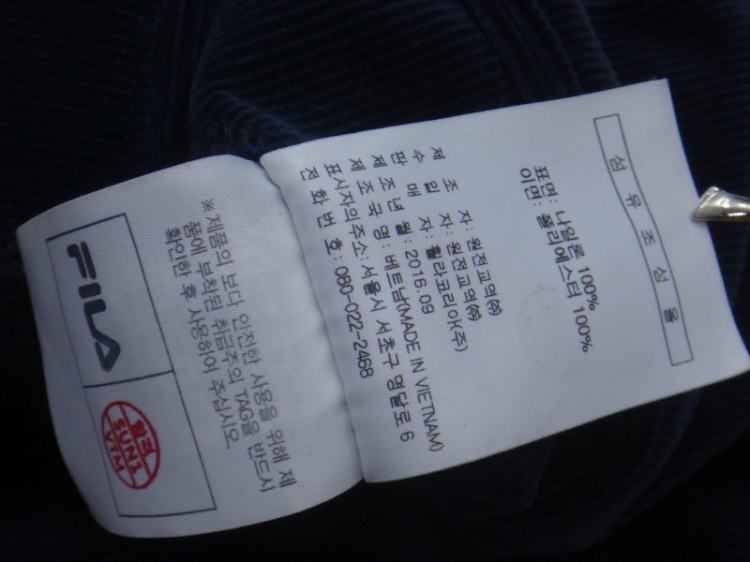 섬유조성율
표면: 나일론 100%
이면: 폴리에스터 100%
제 조 자: 원전교역㈜
수 입 자: 원전교역㈜
판 매 자: 휠라코리아(주)
제조년월: 2016.09
제조국명: 베트남(MADE IN VIETNAM)
표시자의주소: 서울시 서초구 명달로 6
전화번호: 080-022-2468
※제품의 보다 안전한 사용을 위해 제
품에 부착된 취급주의 TAG을 반드시
확인한 후 사용하여 주십시오.
FILA